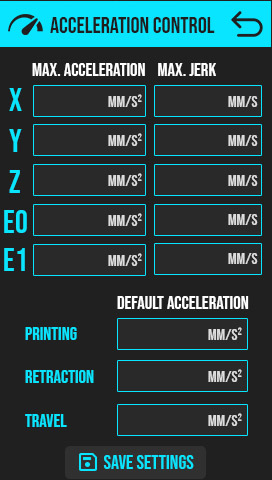 ACCELERATION CONTROL
MAX. ACCELERATION MAX. JERK
X MM/S² MM/S
Y MM/S² MM/S
Z MM/S² MM/S
E0 MM/S² MM/S
E1 MM/S² MM/S
DEFAULT ACCELERATION
PRINTING MM/S²
RETRACTION MM/S²
TRAVEL MM/S²
SAVE SETTINGS